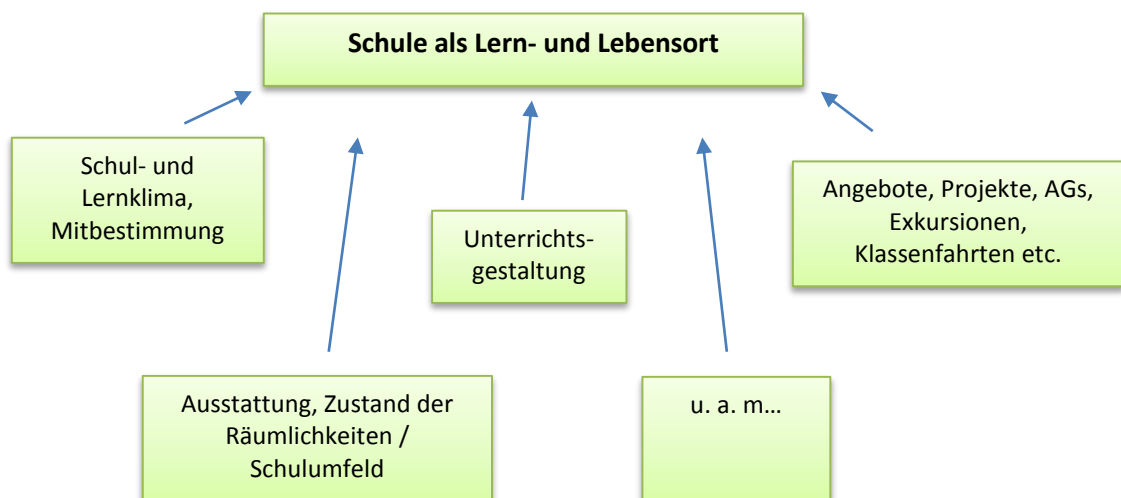 Schule als Lern- und Lebensort
Schul- und
Lernklima,
Mitbestimmung
Unterrichts-
gestaltung
Angebote, Projekte, AGs,
Exkursionen,
Klassenfahrten etc.
Ausstattung, Zustand der
Räumlichkeiten /
Schulumfeld
u. a. m…